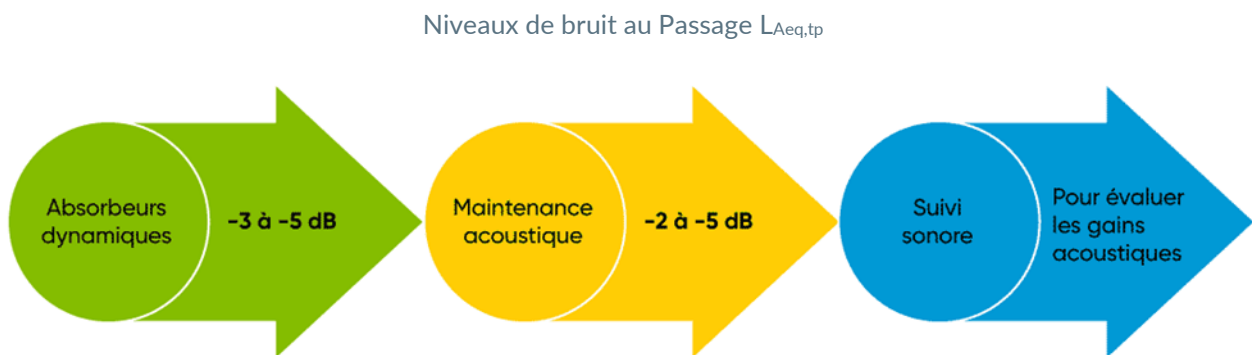 Niveaux de bruit au Passage LAeq,tp
Absorbeurs
dynamiques
-3 à -5 dB
Maintenance
acoustique
-2 à -5 dB
Suivi
sonore
Pour évaluer
les gains
acoustiques